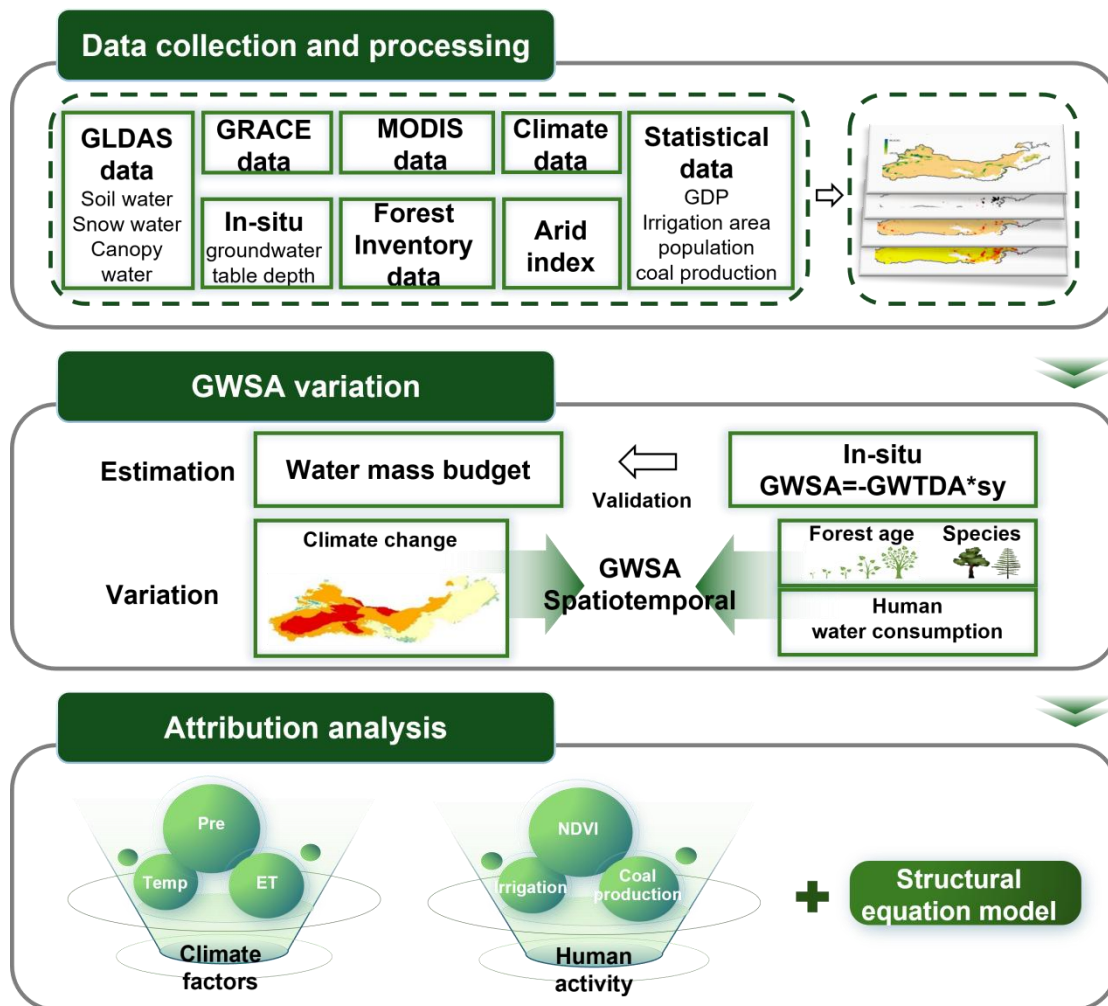 Data collection and processing
GLDAS
data
Soil water
Snow water
Canopy
water
GRACE
data
MODIS
data
Climate
data
Statistical
data
GDP
Irrigation area
population
coal production
In-situ
groundwater
table depth
Forest
Inventory
data
Arid
index
GWSA variation
Estimation
Water mass budget
Validation
In-situ
GWSA=-GWTDA*sy
Variation
Climate change
GWSA
Spatiotemporal
Forest age
Species
Human
water consumption
Attribution analysis
Pre
Temp
ET
Climate
factors
NDVI
Irrigation
Coal
production
Human
activity
Structural
equation model